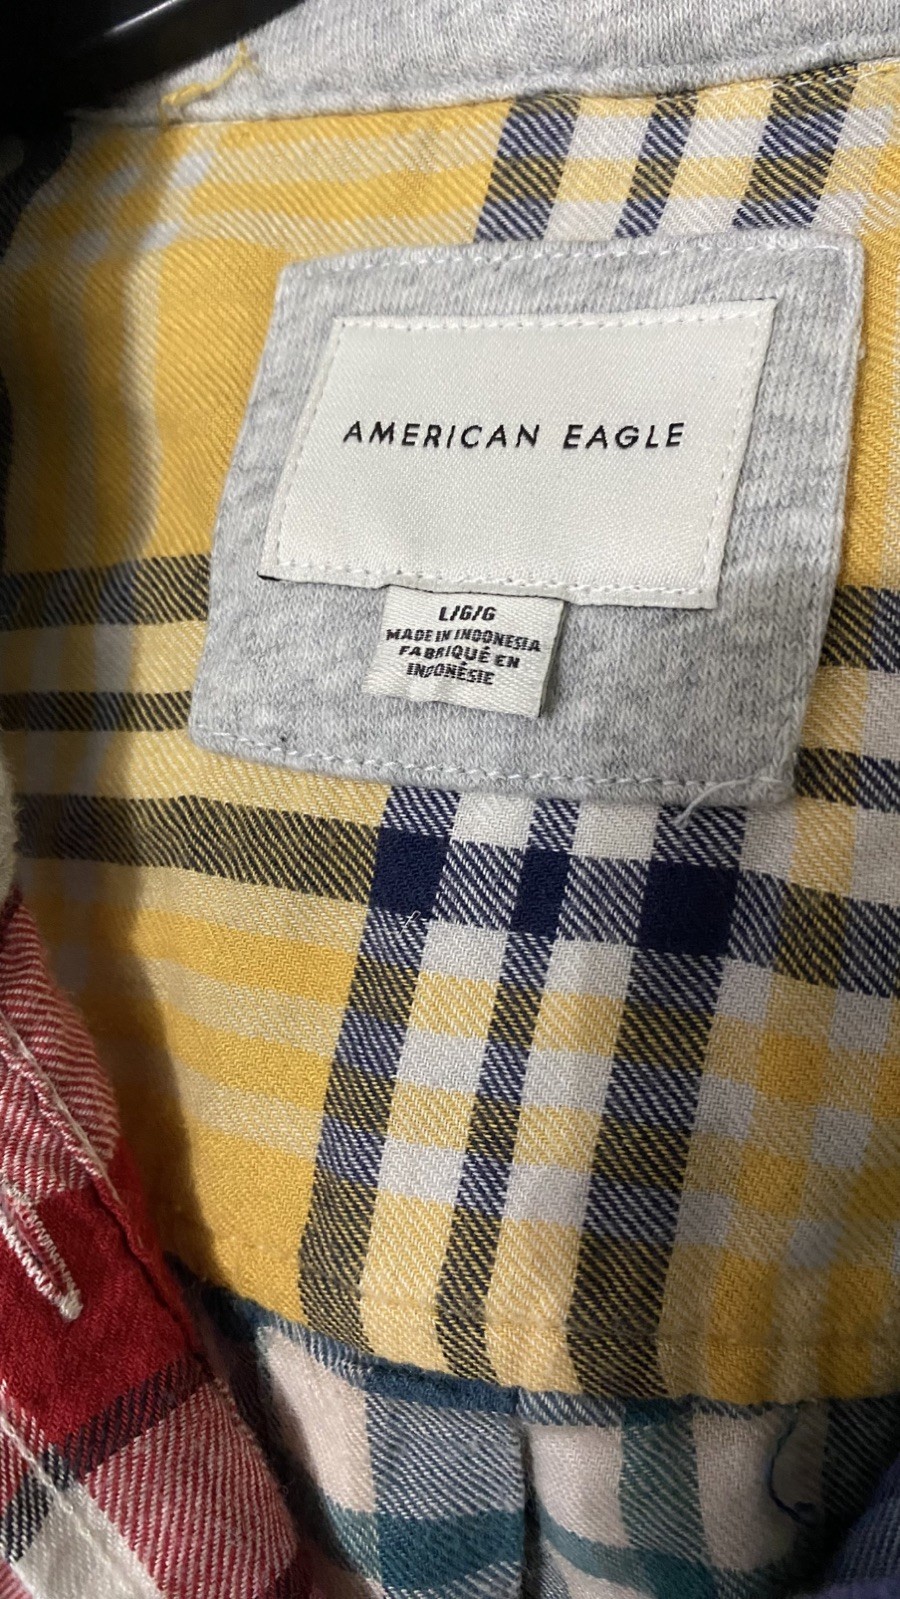 AMERICAN EAGLE
L/G/G
MADE IN INDONESIA
FABRIQUÉ EN
INDONÉSIE